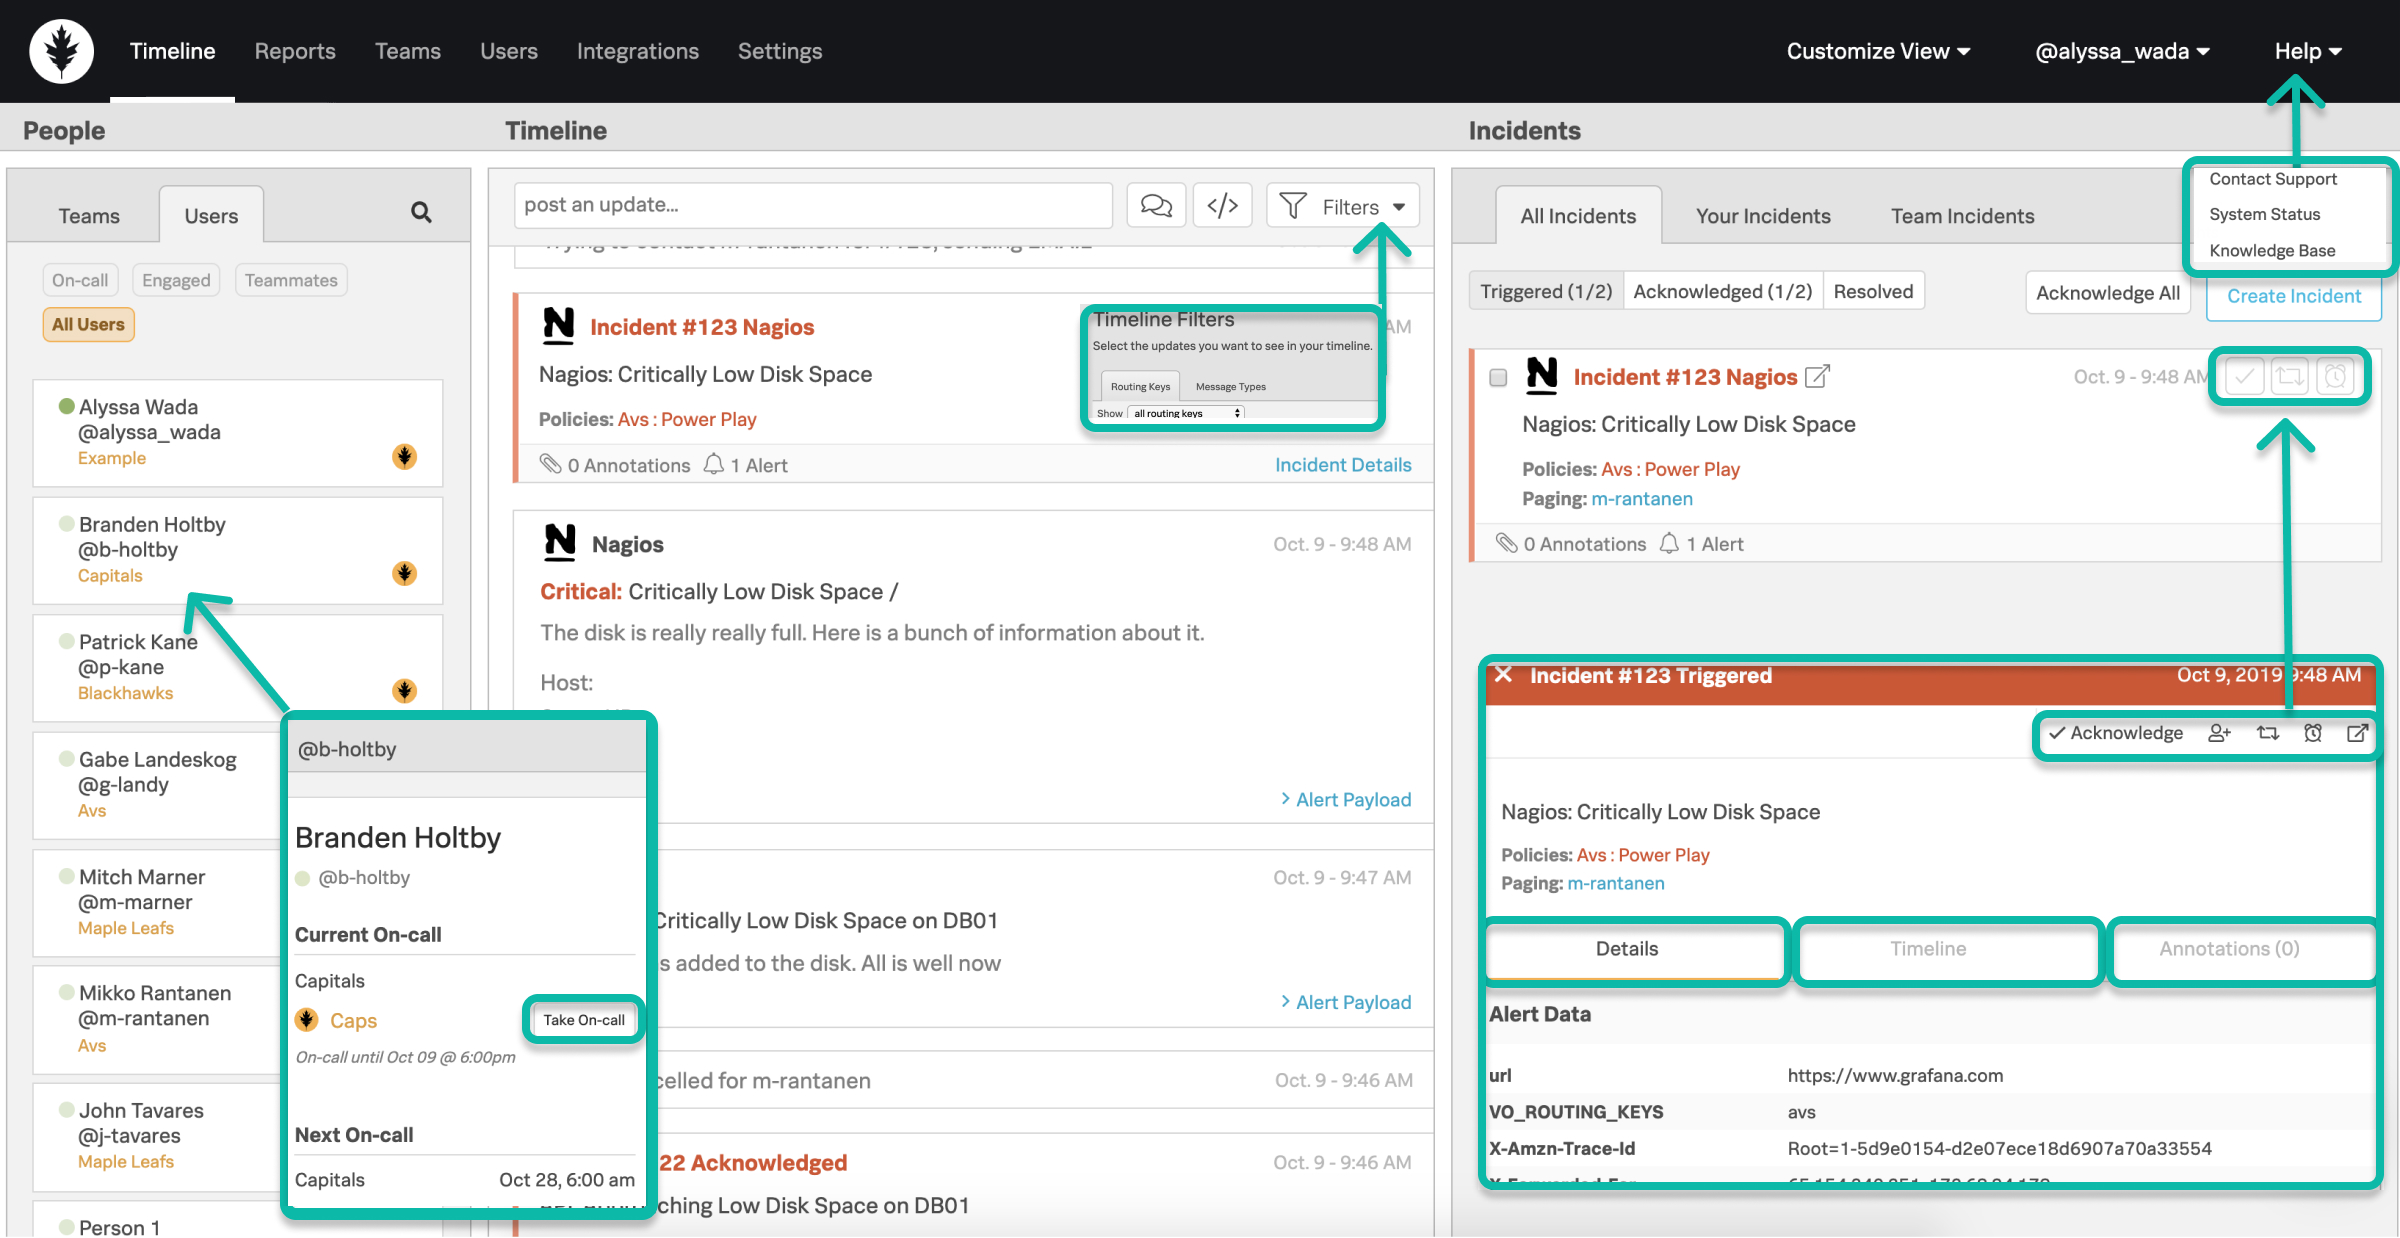 Timeline Reports Teams Users Integrations Settings Customize View @alyssa_wada Help
People
Teams Users
On-call Engaged Teammates
All Users
Alyssa Wada
@alyssa_wada
Example
Branden Holtby
@b-holtby
Capitals
Patrick Kane
@p-kane
Blackhawks
Gabe Landeskog
@g-landy
Avs
Mitch Marner
@m-marner
Maple Leafs
Mikko Rantanen
@m-rantanen
Avs
John Tavares
@j-tavares
Maple Leafs
Person 1
@b-holtby
Branden Holtby
@b-holtby
Current On-call
Capitals
Caps Take On-call
On-call until Oct 09 @ 6:00pm
Next On-call
Capitals Oct 28, 6:00 am
Timeline
post an update... </> Filters
Trying to contact m-rantanen for #123, sending EMAIL
Incident #123 Nagios AM
Nagios: Critically Low Disk Space
Policies: Avs : Power Play
0 Annotations 1 Alert Incident Details
Timeline Filters
Select the updates you want to see in your timeline.
Routing Keys Message Types
Show all routing keys
Nagios Oct. 9 - 9:48 AM
Critical: Critically Low Disk Space /
The disk is really really full. Here is a bunch of information about it.
Host:
> Alert Payload
Oct. 9 - 9:47 AM
Critically Low Disk Space on DB01
s added to the disk. All is well now
> Alert Payload
celled for m-rantanen Oct. 9 - 9:46 AM
22 Acknowledged Oct. 9 - 9:46 AM
ching Low Disk Space on DB01
Incidents
All Incidents Your Incidents Team Incidents
Contact Support
System Status
Knowledge Base
Triggered (1/2) Acknowledged (1/2) Resolved Acknowledge All Create Incident
Incident #123 Nagios Oct. 9 - 9:48 AM
Nagios: Critically Low Disk Space
Policies: Avs : Power Play
Paging: m-rantanen
0 Annotations 1 Alert
Incident #123 Triggered Oct 9, 2019 9:48 AM
Acknowledge
Nagios: Critically Low Disk Space
Policies: Avs : Power Play
Paging: m-rantanen
Details Timeline Annotations (0)
Alert Data
url https://www.grafana.com
VO_ROUTING_KEYS avs
X-Amzn-Trace-Id Root=1-5d9e0154-d2e07ece18d6907a70a33554
X-Forwarded-For